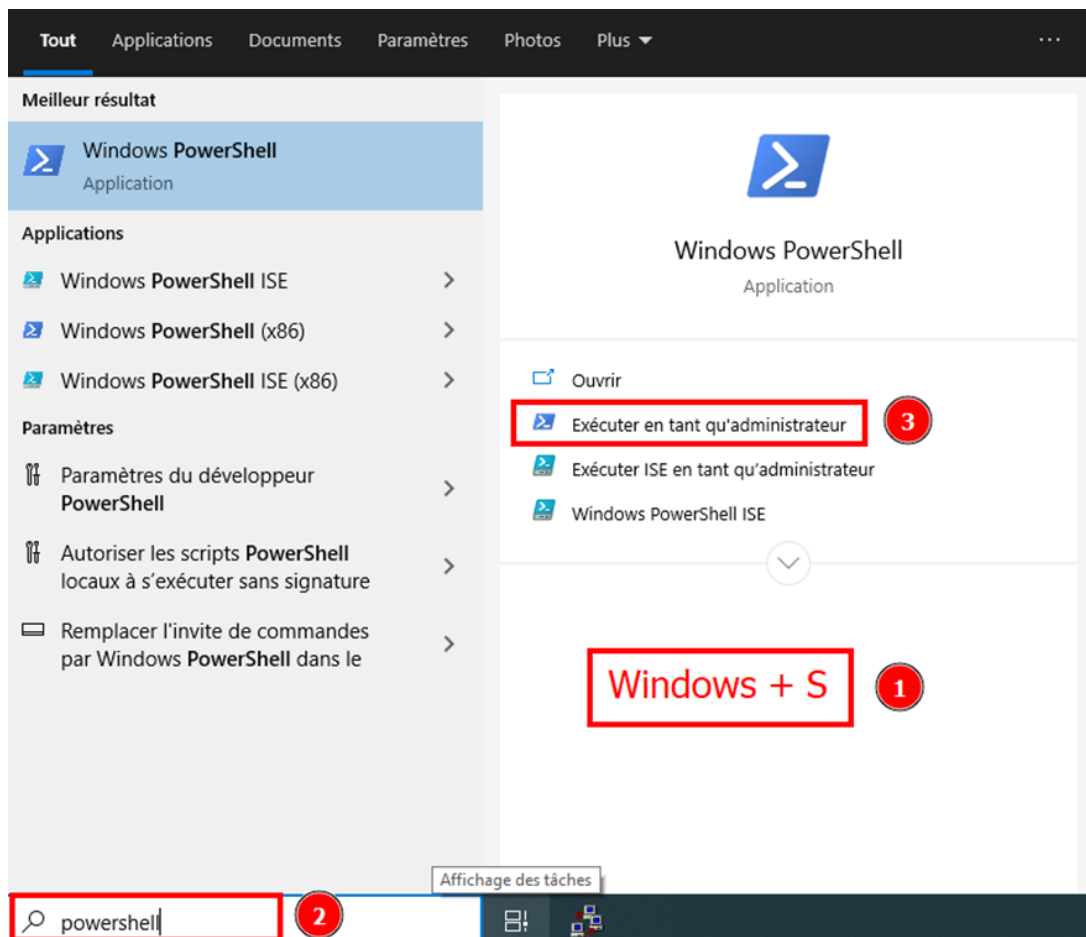 Tout Applications Documents Paramètres Photos Plus ...
Meilleur résultat
Windows PowerShell
Application
Applications
Windows PowerShell ISE
Windows PowerShell (x86)
Windows PowerShell ISE (x86)
Paramètres
Paramètres du développeur
PowerShell
Autoriser les scripts PowerShell
locaux à s’exécuter sans signature
Remplacer l'invite de commandes
par Windows PowerShell dans le
Windows PowerShell
Application
Ouvrir
Exécuter en tant qu'administrateur
3
Exécuter ISE en tant qu’administrateur
Windows PowerShell ISE
Windows + S
1
Affichage des tâches
powershell
2